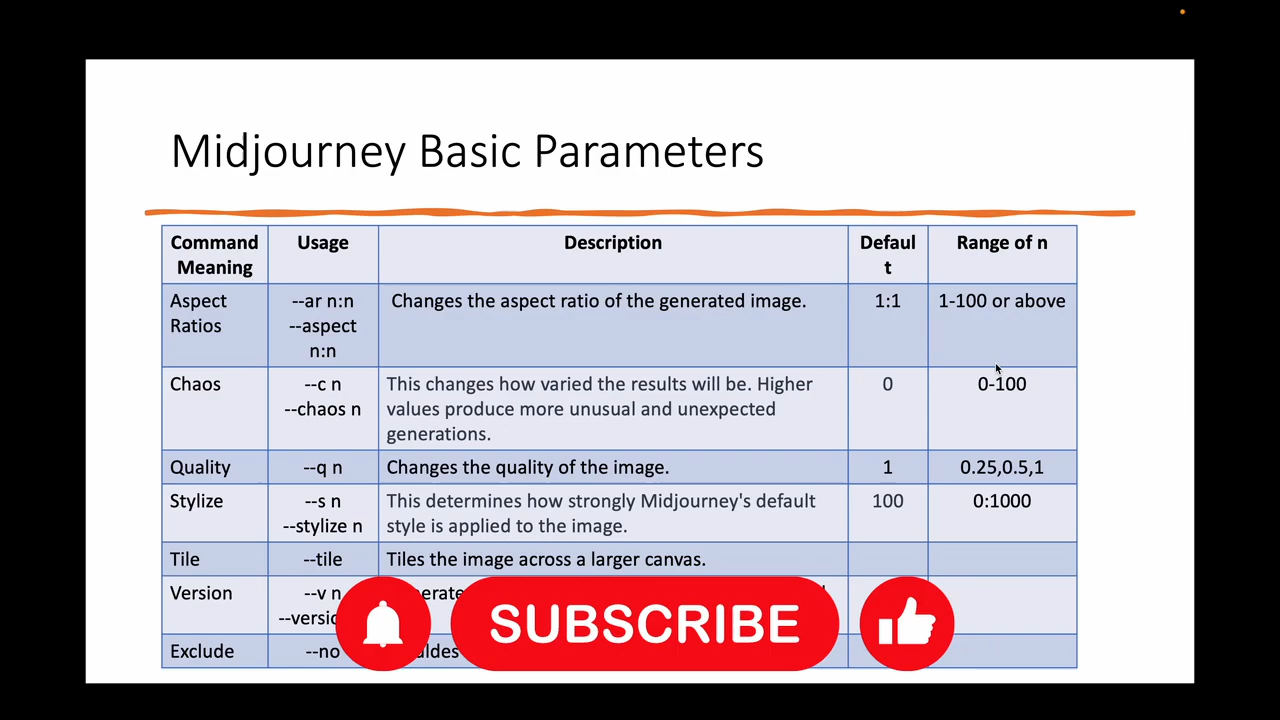 Midjourney Basic Parameters
Command Meaning Usage Description Default Range of n
Aspect Ratios --ar n:n --aspect n:n Changes the aspect ratio of the generated image. 1:1 1-100 or above
Chaos --c n --chaos n This changes how varied the results will be. Higher values produce more unusual and unexpected generations. 0 0-100
Quality --q n Changes the quality of the image. 1 0.25,0.5,1
Stylize --s n --stylize n This determines how strongly Midjourney's default style is applied to the image. 100 0:1000
Tile --tile Tiles the image across a larger canvas.
Version --v n
Exclude --no
SUBSCRIBE